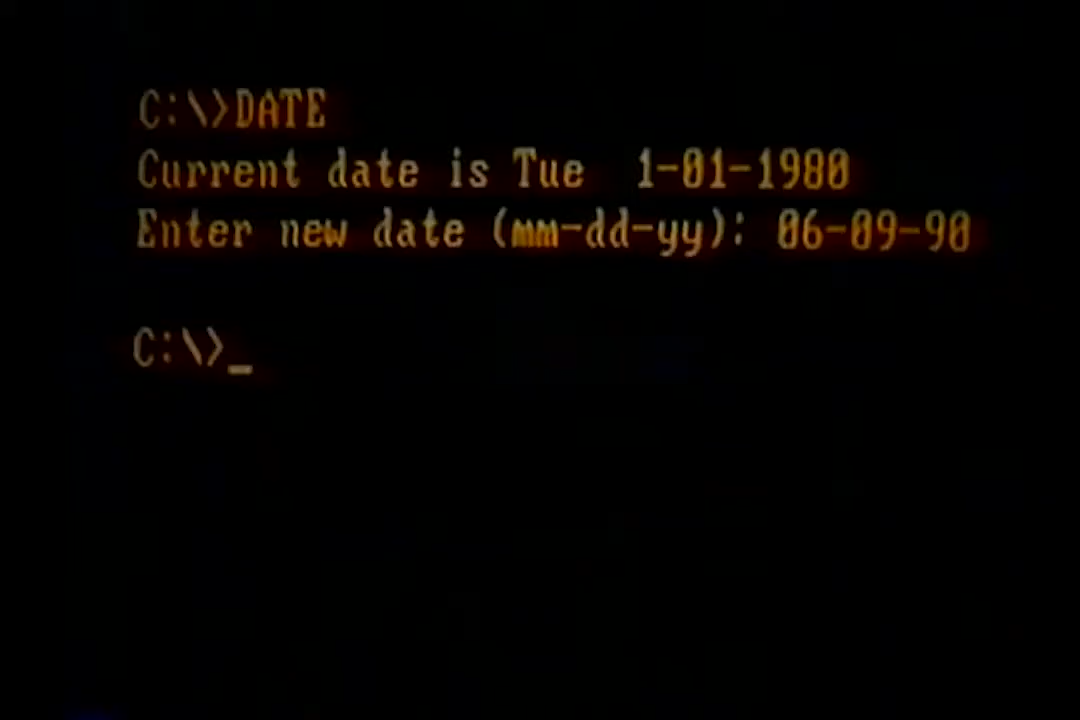 C:\>DATE
Current date is Tue  1-01-1980
Enter new date (mm-dd-yy): 06-09-90
C:\>_